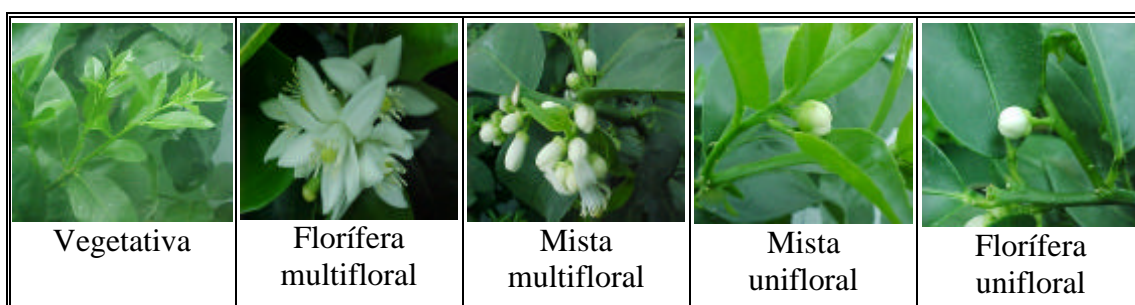 Vegetativa
Florífera
multifloral
Mista
multifloral
Mista
unifloral
Florífera
unifloral